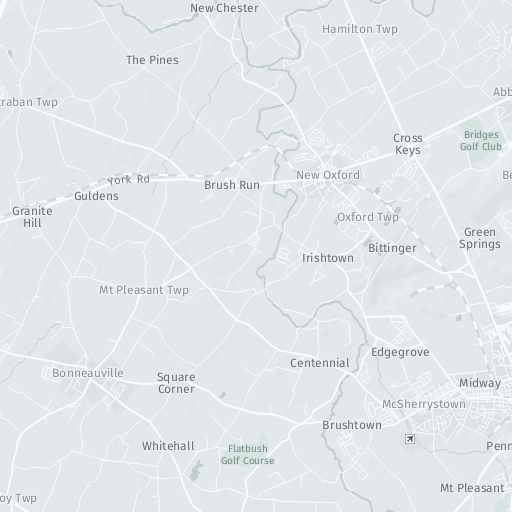 New Chester
Hamilton Twp
The Pines
traban Twp
Abb
Bridges
Golf Club
Cross
Keys
New Oxford
York Rd
Brush Run
Be
Guldens
Granite
Hill
Oxford Twp
Green
Springs
Bittinger
Irishtown
Mt Pleasant Twp
Edgegrove
Centennial
Bonneauville
Square
Corner
Midway
McSherrystown
Brushtown
Whitehall
Flatbush
Golf Course
Penn
Mt Pleasant
oy Twp